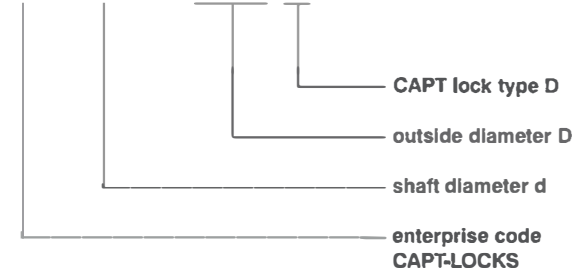 CAPT lock type D
outside diameter D
shaft diameter d
enterprise code
CAPT-LOCKS